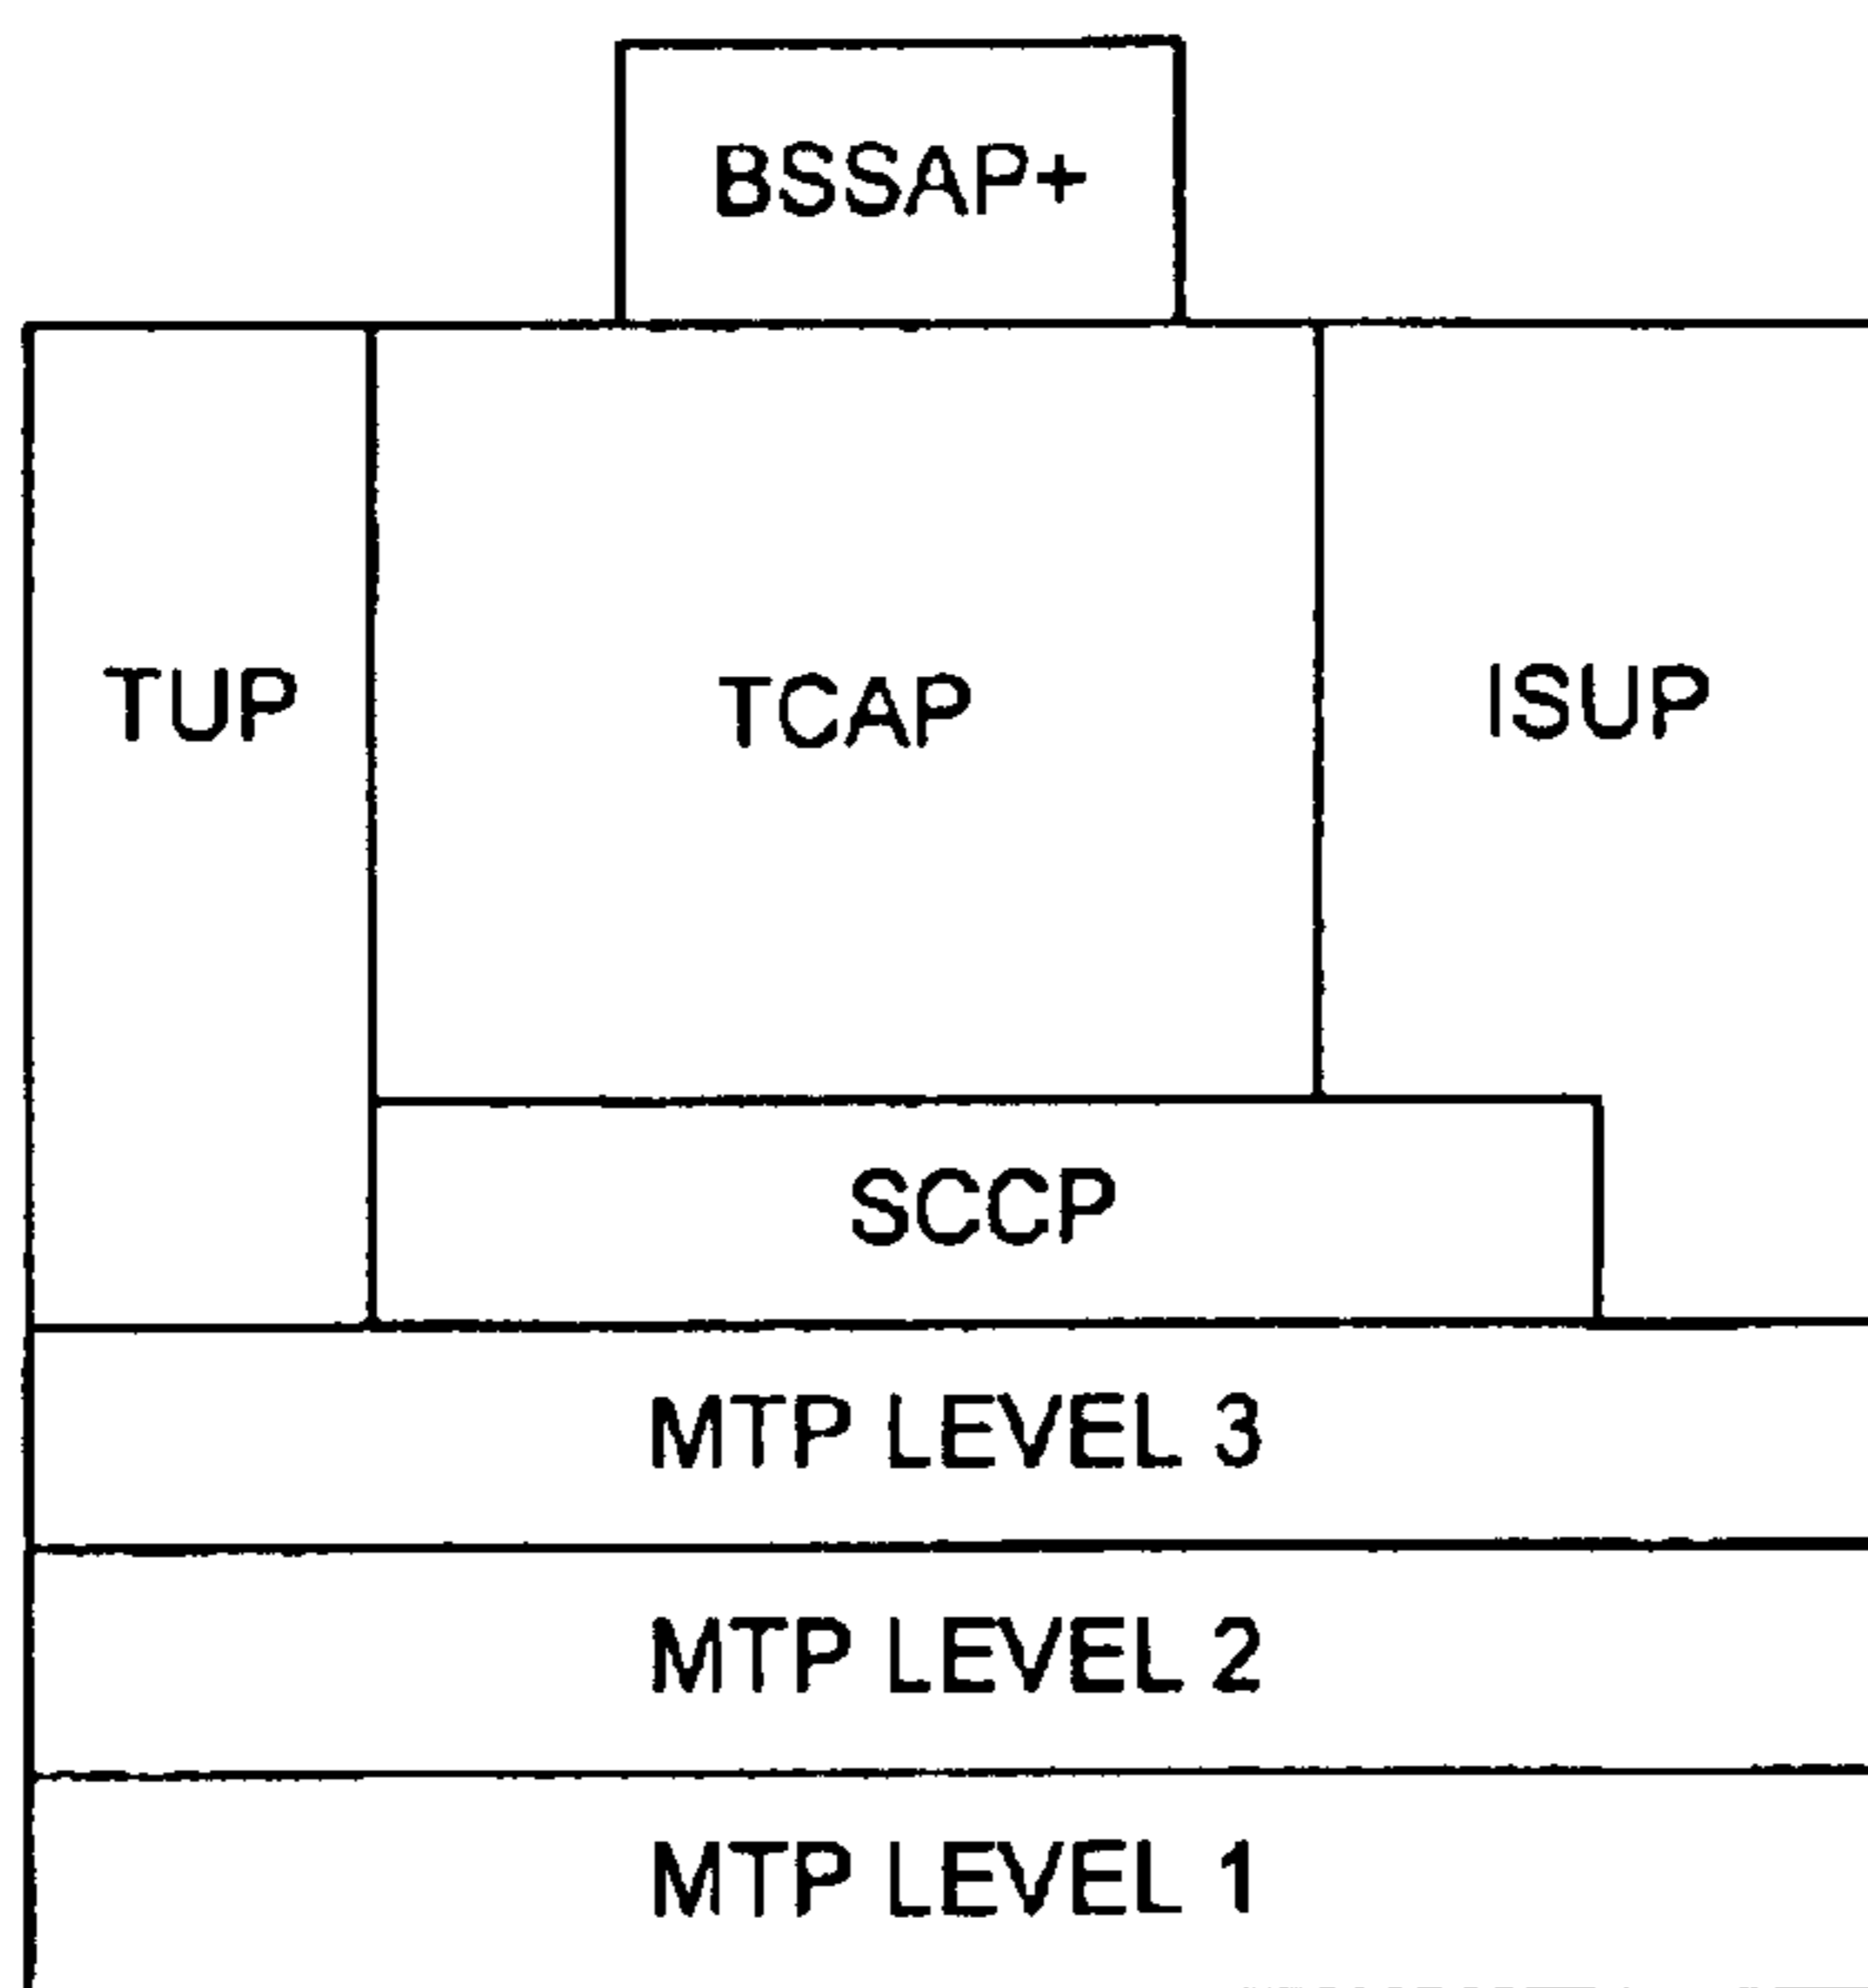 BSSAP+
TUP
TCAP
ISUP
SCCP
MTP LEVEL 3
MTP LEVEL 2
MTP LEVEL 1